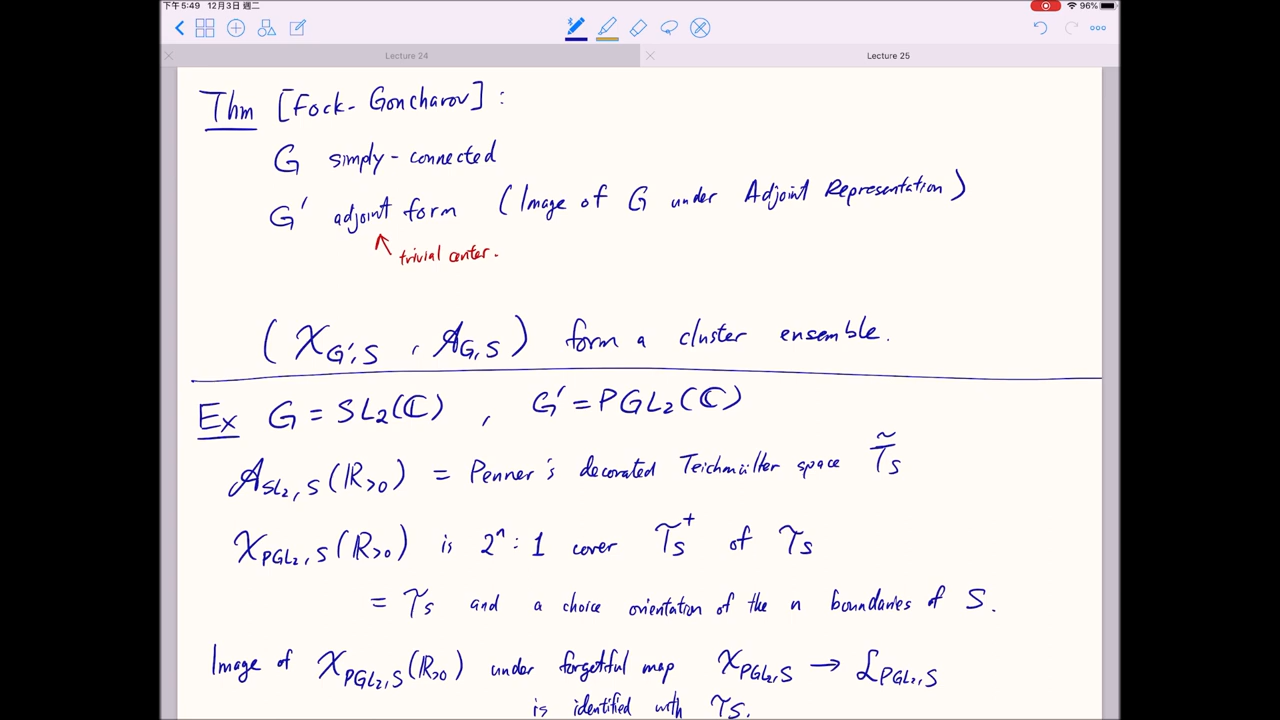 下午5:49 12月3日 週二
96%
Lecture 24
Lecture 25
Thm [Fock-Goncharov]:
G simply-connected
G' adjoint form (Image of G under Adjoint Representation)
trivial center.
(𝒳_{G',S}, 𝒜_{G,S}) form a cluster ensemble.
Ex G = SL₂(ℂ), G' = PGL₂(ℂ)
𝒜_{SL₂,S}(ℝ_{>0}) = Penner's decorated Teichmüller space 𝒯̃_S
𝒳_{PGL₂,S}(ℝ_{>0}) is 2ⁿ:1 cover 𝒯_S⁺ of 𝒯_S
= 𝒯_S and a choice orientation of the n boundaries of S.
Image of 𝒳_{PGL₂,S}(ℝ_{>0}) under forgetful map 𝒳_{PGL₂,S} → ℒ_{PGL₂,S}
is identified with 𝒯_S.